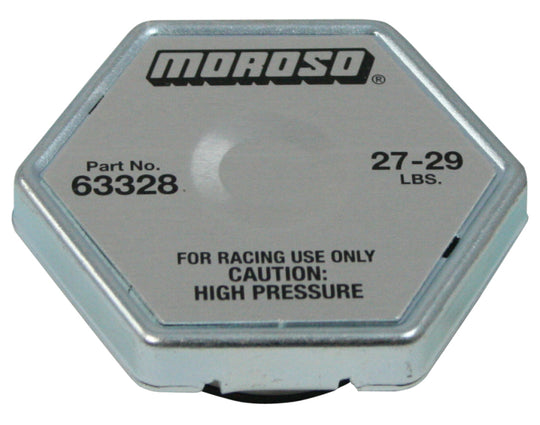 MOROSO®
Part No.
63328
27-29
LBS.
FOR RACING USE ONLY
CAUTION:
HIGH PRESSURE